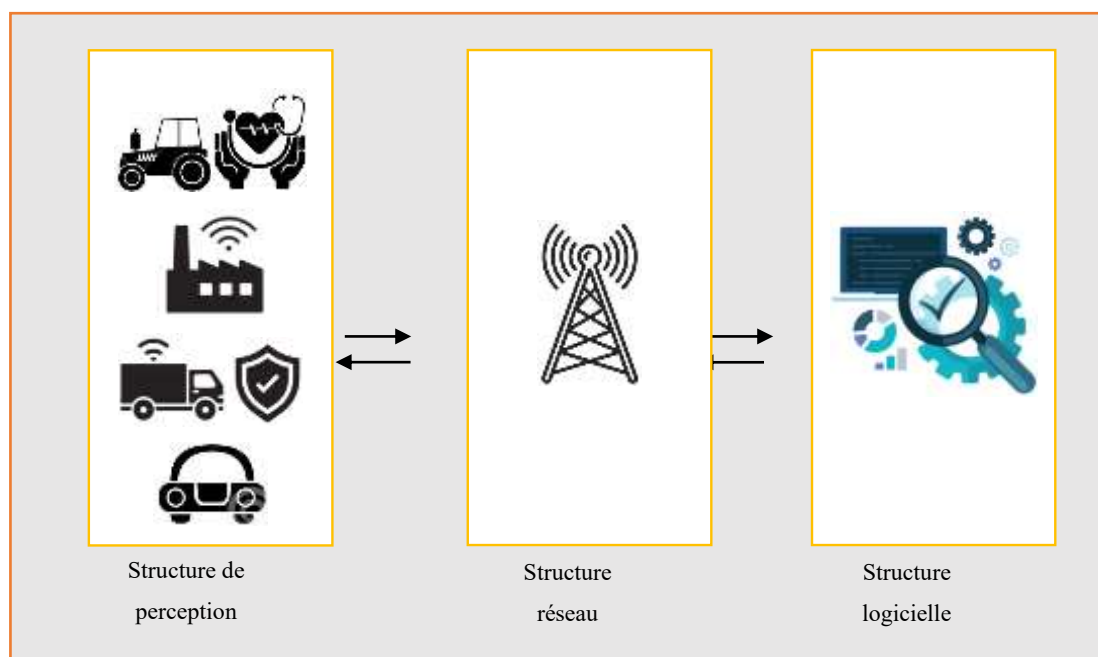 Structure de
perception
Structure
réseau
Structure
logicielle